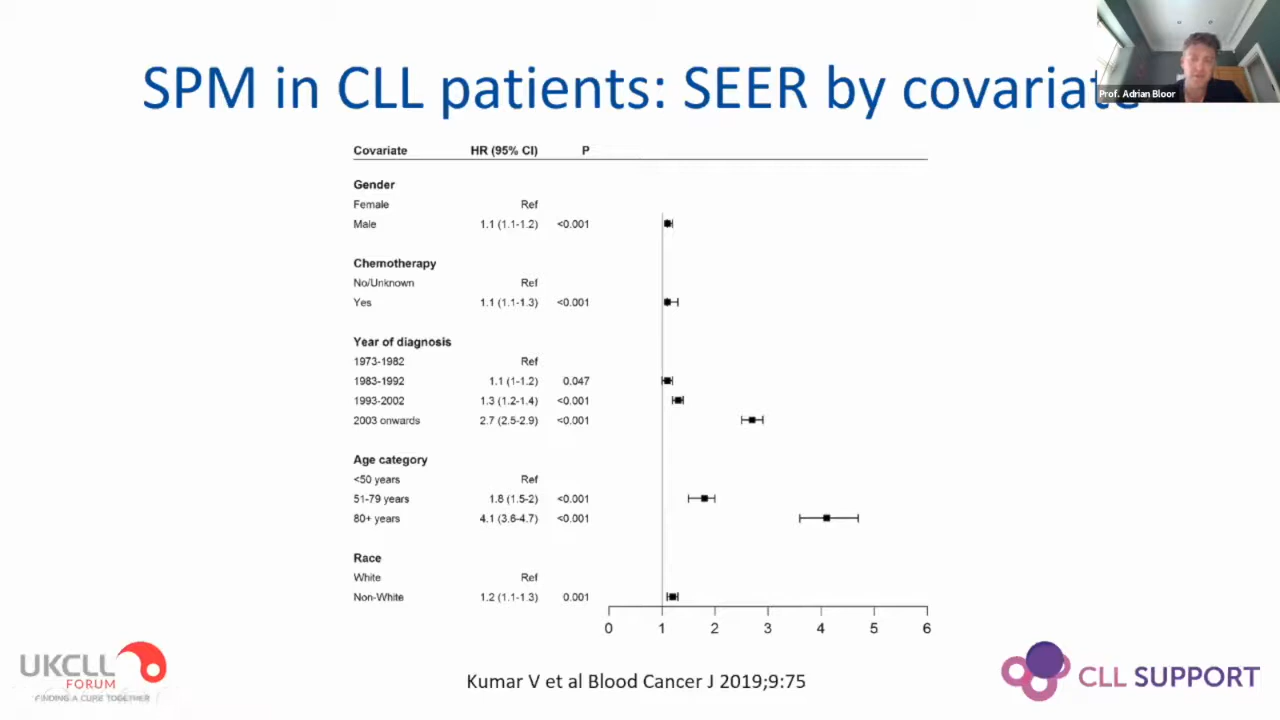 SPM in CLL patients: SEER by covariate
Prof. Adrian Bloor
Covariate HR (95% CI) P
Gender
Female Ref
Male 1.1 (1.1-1.2) <0.001
Chemotherapy
No/Unknown Ref
Yes 1.1 (1.1-1.3) <0.001
Year of diagnosis
1973-1982 Ref
1983-1992 1.1 (1-1.2) 0.047
1993-2002 1.3 (1.2-1.4) <0.001
2003 onwards 2.7 (2.5-2.9) <0.001
Age category
<50 years Ref
51-79 years 1.8 (1.5-2) <0.001
80+ years 4.1 (3.6-4.7) <0.001
Race
White Ref
Non-White 1.2 (1.1-1.3) 0.001
0 1 2 3 4 5 6
UKCLL
FORUM
FINDING A CURE TOGETHER
Kumar V et al Blood Cancer J 2019;9:75
CLL SUPPORT